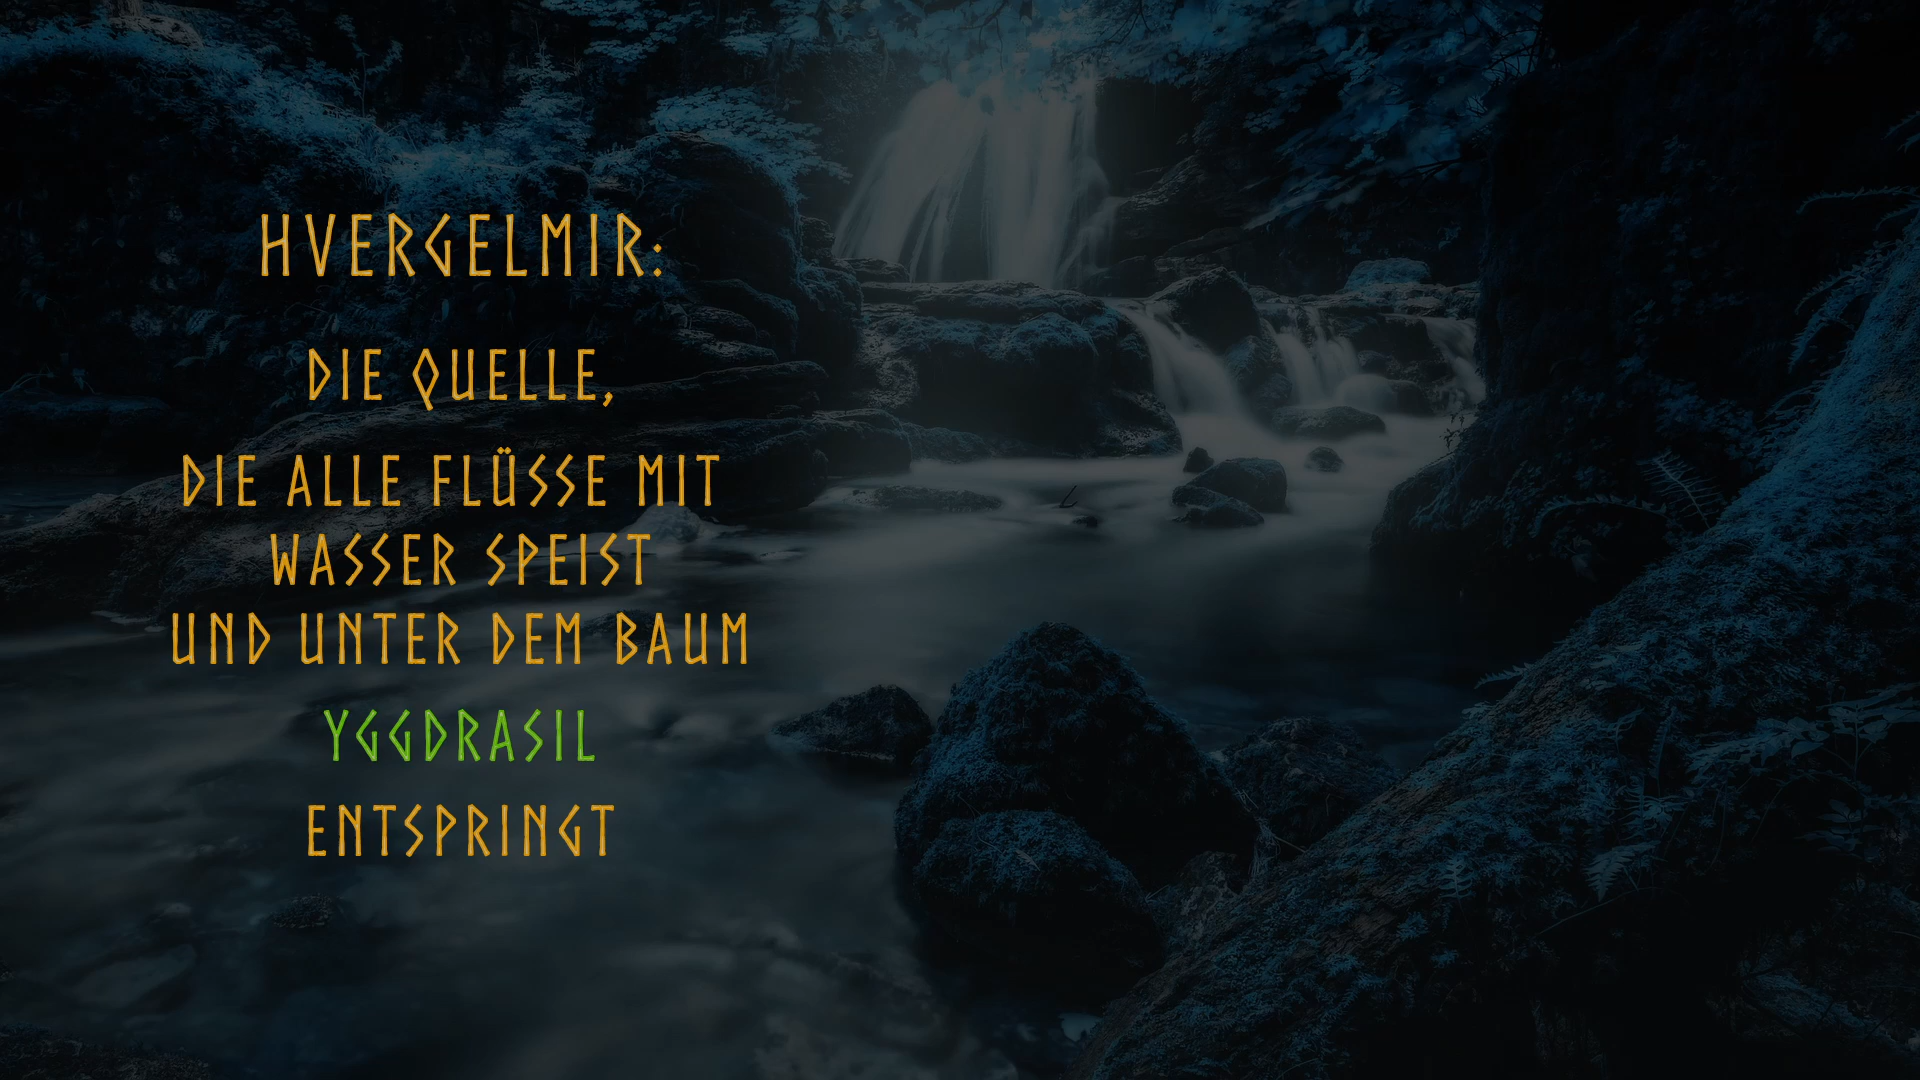 HVERGELMIR:
DIE QUELLE,
DIE ALLE FLÜSSE MIT
WASSER SPEIST
UND UNTER DEM BAUM
YGGDRASIL
ENTSPRINGT